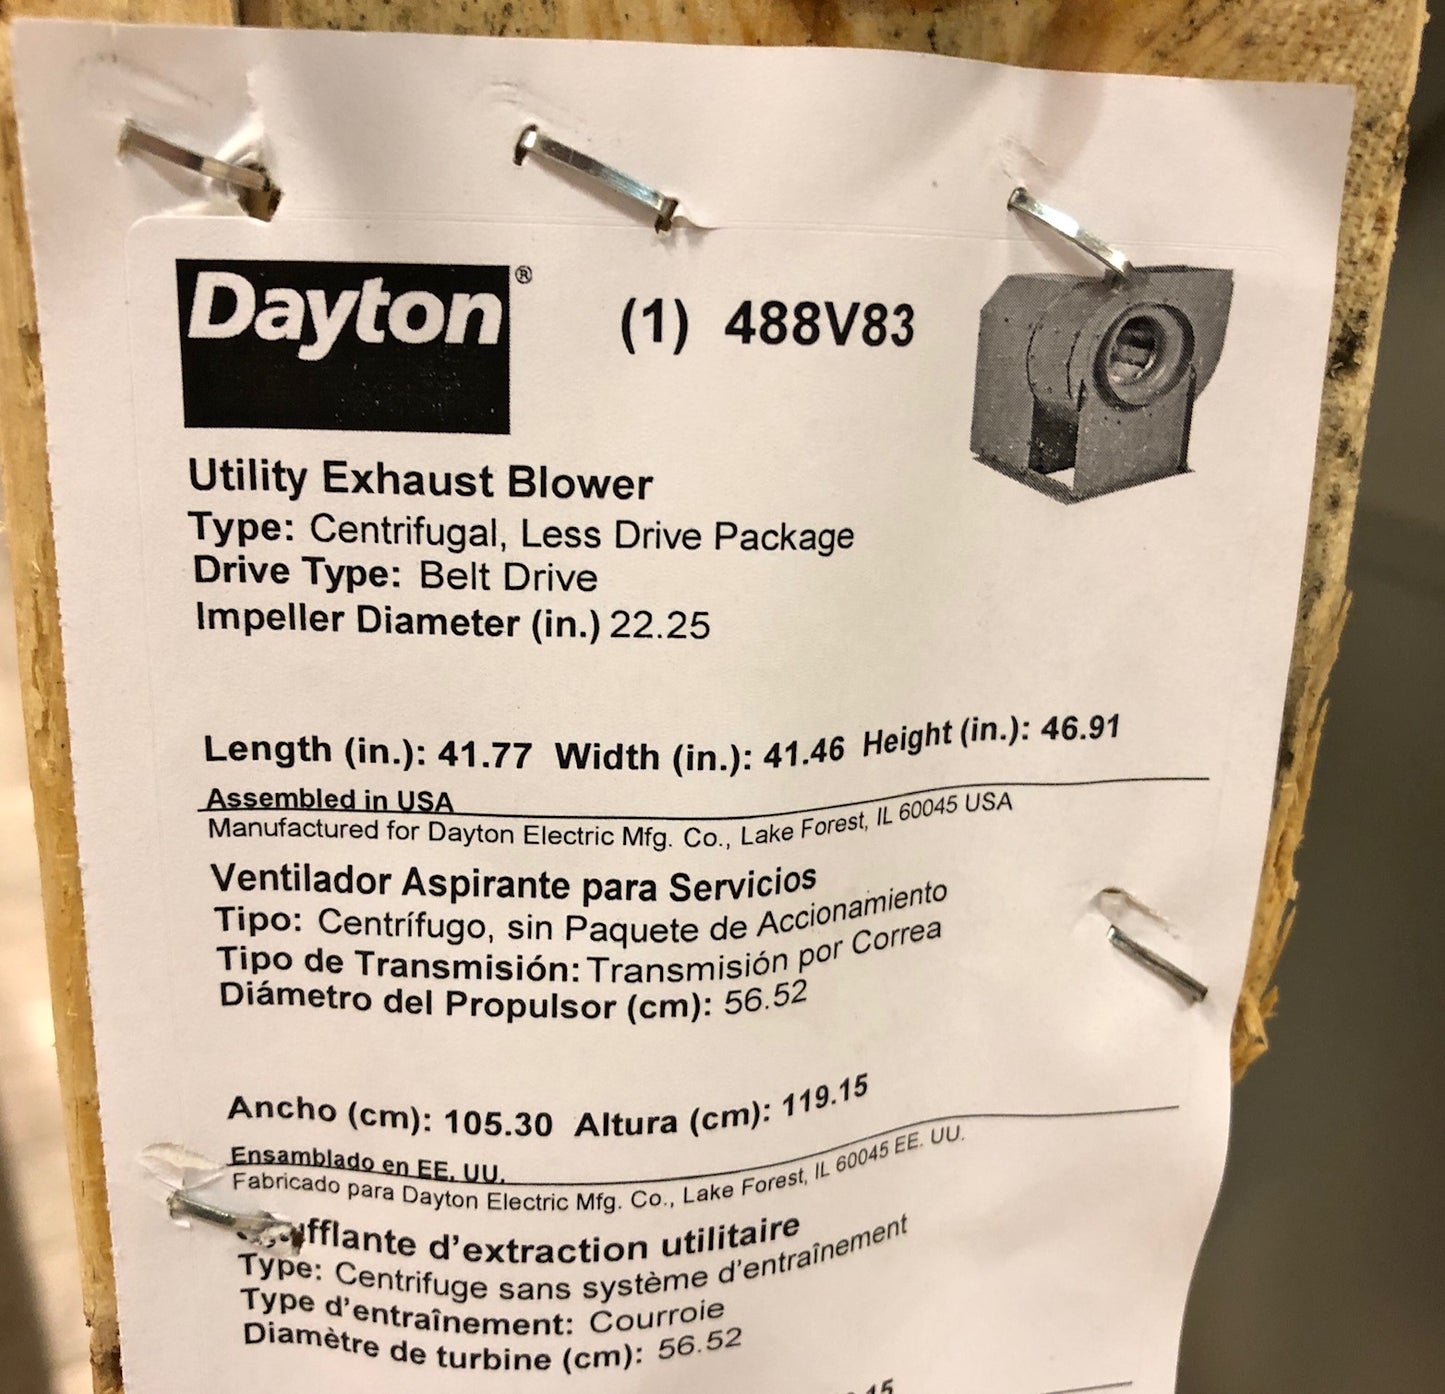 Dayton®
(1) 488V83
Utility Exhaust Blower
Type: Centrifugal, Less Drive Package
Drive Type: Belt Drive
Impeller Diameter (in.) 22.25
Length (in.): 41.77 Width (in.): 41.46 Height (in.): 46.91
Assembled in USA
Manufactured for Dayton Electric Mfg. Co., Lake Forest, IL 60045 USA
Ventilador Aspirante para Servicios
Tipo: Centrífugo, sin Paquete de Accionamiento
Tipo de Transmisión: Transmisión por Correa
Diámetro del Propulsor (cm): 56.52
Ancho (cm): 105.30 Altura (cm): 119.15
Ensamblado en EE. UU.
Fabricado para Dayton Electric Mfg. Co., Lake Forest, IL 60045 EE. UU.
d'extraction utilitaire
Type: Centrifuge sans système d'entraînement
Type d'entraînement: Courroie
Diamètre de turbine (cm): 56.52